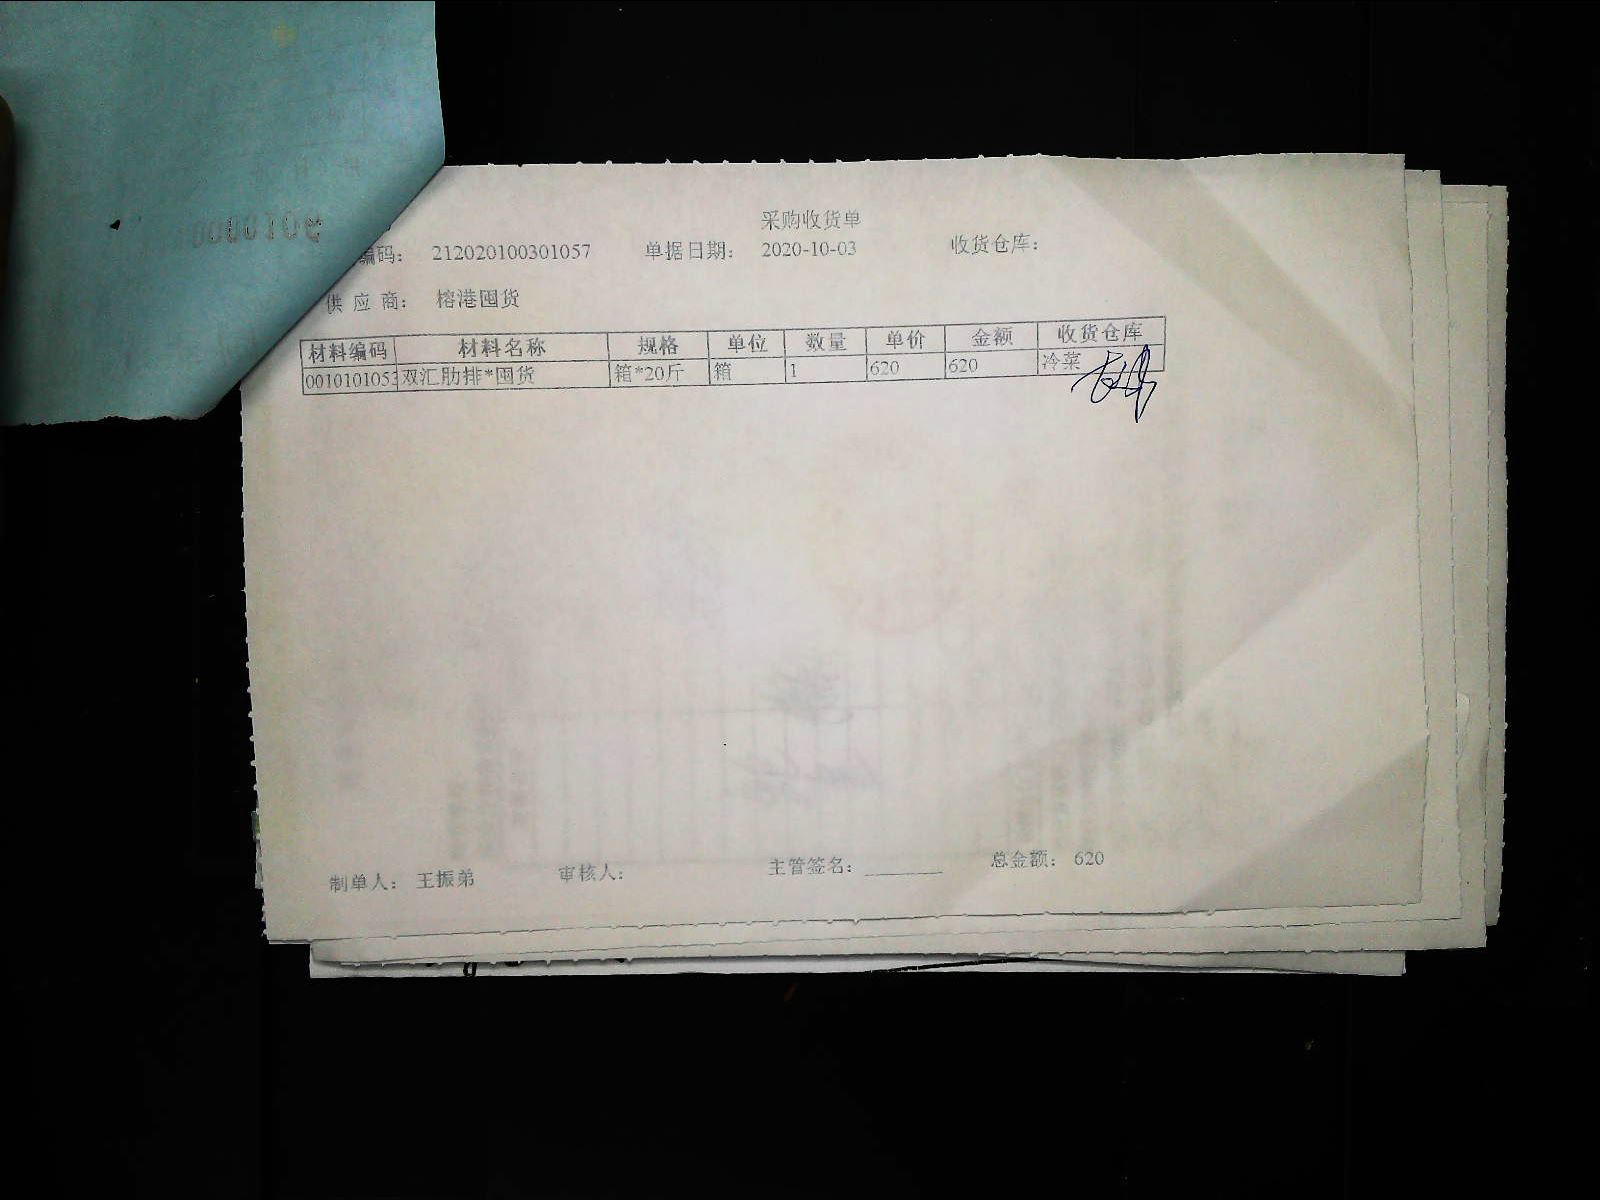 采购收货单
编码： 212020100301057 单据日期： 2020-10-03 收货仓库：
供 应 商： 榕港囤货
材料编码 材料名称 规格 单位 数量 单价 金额 收货仓库
0010101053 双汇肋排*囤货 箱*20斤 箱 1 620 620 冷菜
制单人： 王振弟 审核人： 主管签名： 总金额： 620